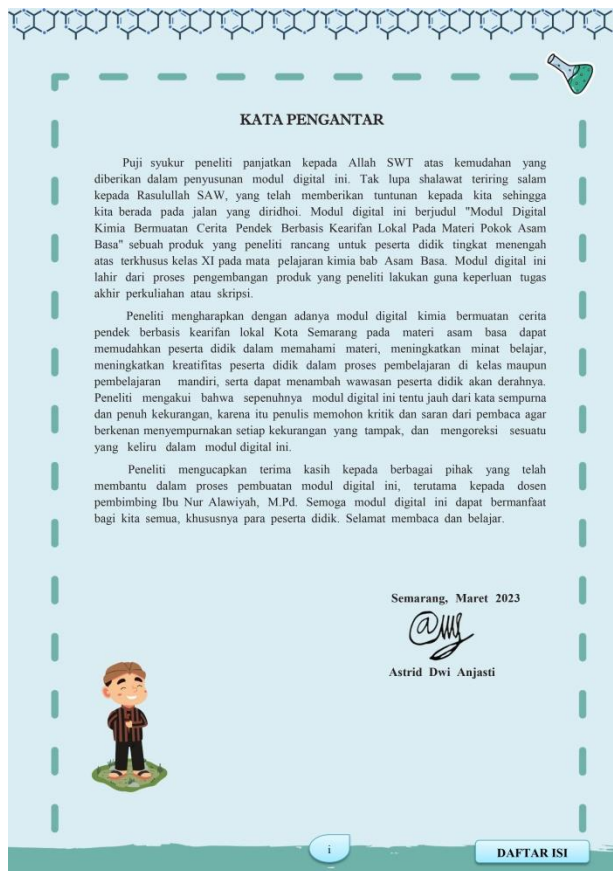 KATA PENGANTAR
Puji syukur peneliti panjatkan kepada Allah SWT atas kemudahan yang
diberikan dalam penyusunan modul digital ini. Tak lupa shalawat teriring salam
kepada Rasulullah SAW, yang telah memberikan tuntunan kepada kita sehingga
kita berada pada jalan yang diridhoi. Modul digital ini berjudul "Modul Digital
Kimia Bermuatan Cerita Pendek Berbasis Kearifan Lokal Pada Materi Pokok Asam
Basa" sebuah produk yang peneliti rancang untuk peserta didik tingkat menengah
atas terkhusus kelas XI pada mata pelajaran kimia bab Asam Basa. Modul digital ini
lahir dari proses pengembangan produk yang peneliti lakukan guna keperluan tugas
akhir perkuliahan atau skripsi.
Peneliti mengharapkan dengan adanya modul digital kimia bermuatan cerita
pendek berbasis kearifan lokal Kota Semarang pada materi asam basa dapat
memudahkan peserta didik dalam memahami materi, meningkatkan minat belajar,
meningkatkan kreatifitas peserta didik dalam proses pembelajaran di kelas maupun
pembelajaran mandiri, serta dapat menambah wawasan peserta didik akan derahnya.
Peneliti mengakui bahwa sepenuhnya modul digital ini tentu jauh dari kata sempurna
dan penuh kekurangan, karena itu penulis memohon kritik dan saran dari pembaca agar
berkenan menyempurnakan setiap kekurangan yang tampak, dan mengoreksi sesuatu
yang keliru dalam modul digital ini.
Peneliti mengucapkan terima kasih kepada berbagai pihak yang telah
membantu dalam proses pembuatan modul digital ini, terutama kepada dosen
pembimbing Ibu Nur Alawiyah, M.Pd. Semoga modul digital ini dapat bermanfaat
bagi kita semua, khususnya para peserta didik. Selamat membaca dan belajar.
Semarang, Maret 2023
Astrid Dwi Anjasti
i
DAFTAR ISI